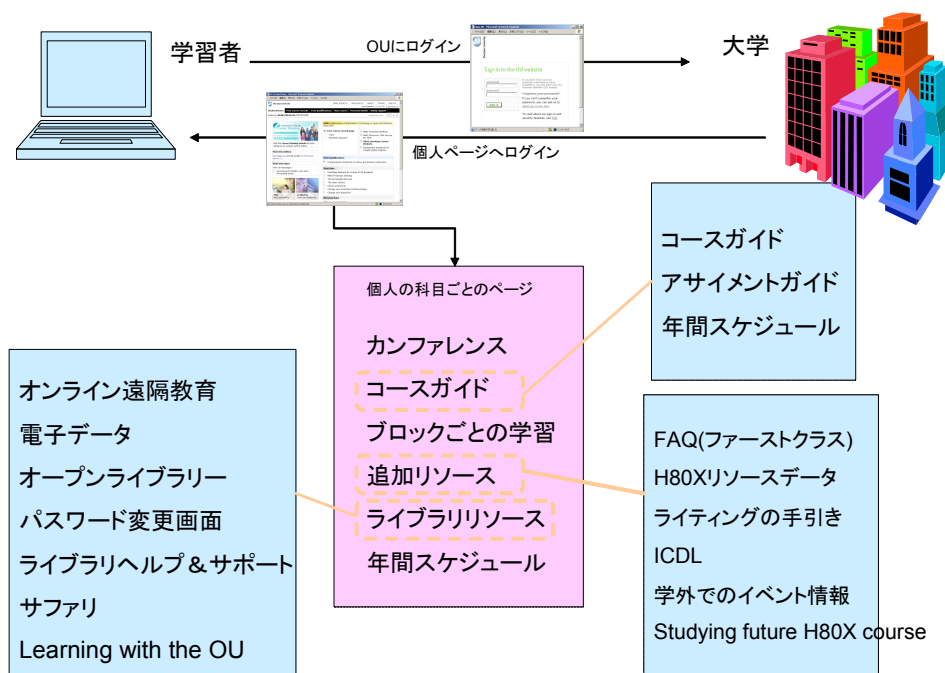 学習者
OUにログイン
大学
Sign in to the OU website
個人ページへログイン
コースガイド
アサイメントガイド
年間スケジュール
個人の科目ごとのページ
カンファレンス
コースガイド
ブロックごとの学習
追加リソース
ライブラリリソース
年間スケジュール
オンライン遠隔教育
電子データ
オープンライブラリー
パスワード変更画面
ライブラリヘルプ＆サポート
サファリ
Learning with the OU
FAQ(ファーストクラス)
H80Xリソースデータ
ライティングの手引き
ICDL
学外でのイベント情報
Studying future H80X course